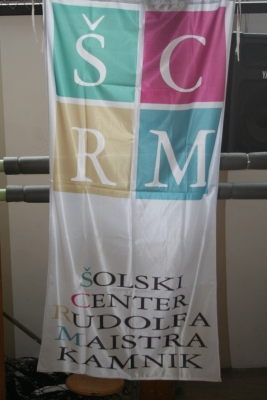 Š C
R M
ŠOLSKI
CENTER
RUDOLFA
MAISTRA
KAMNIK